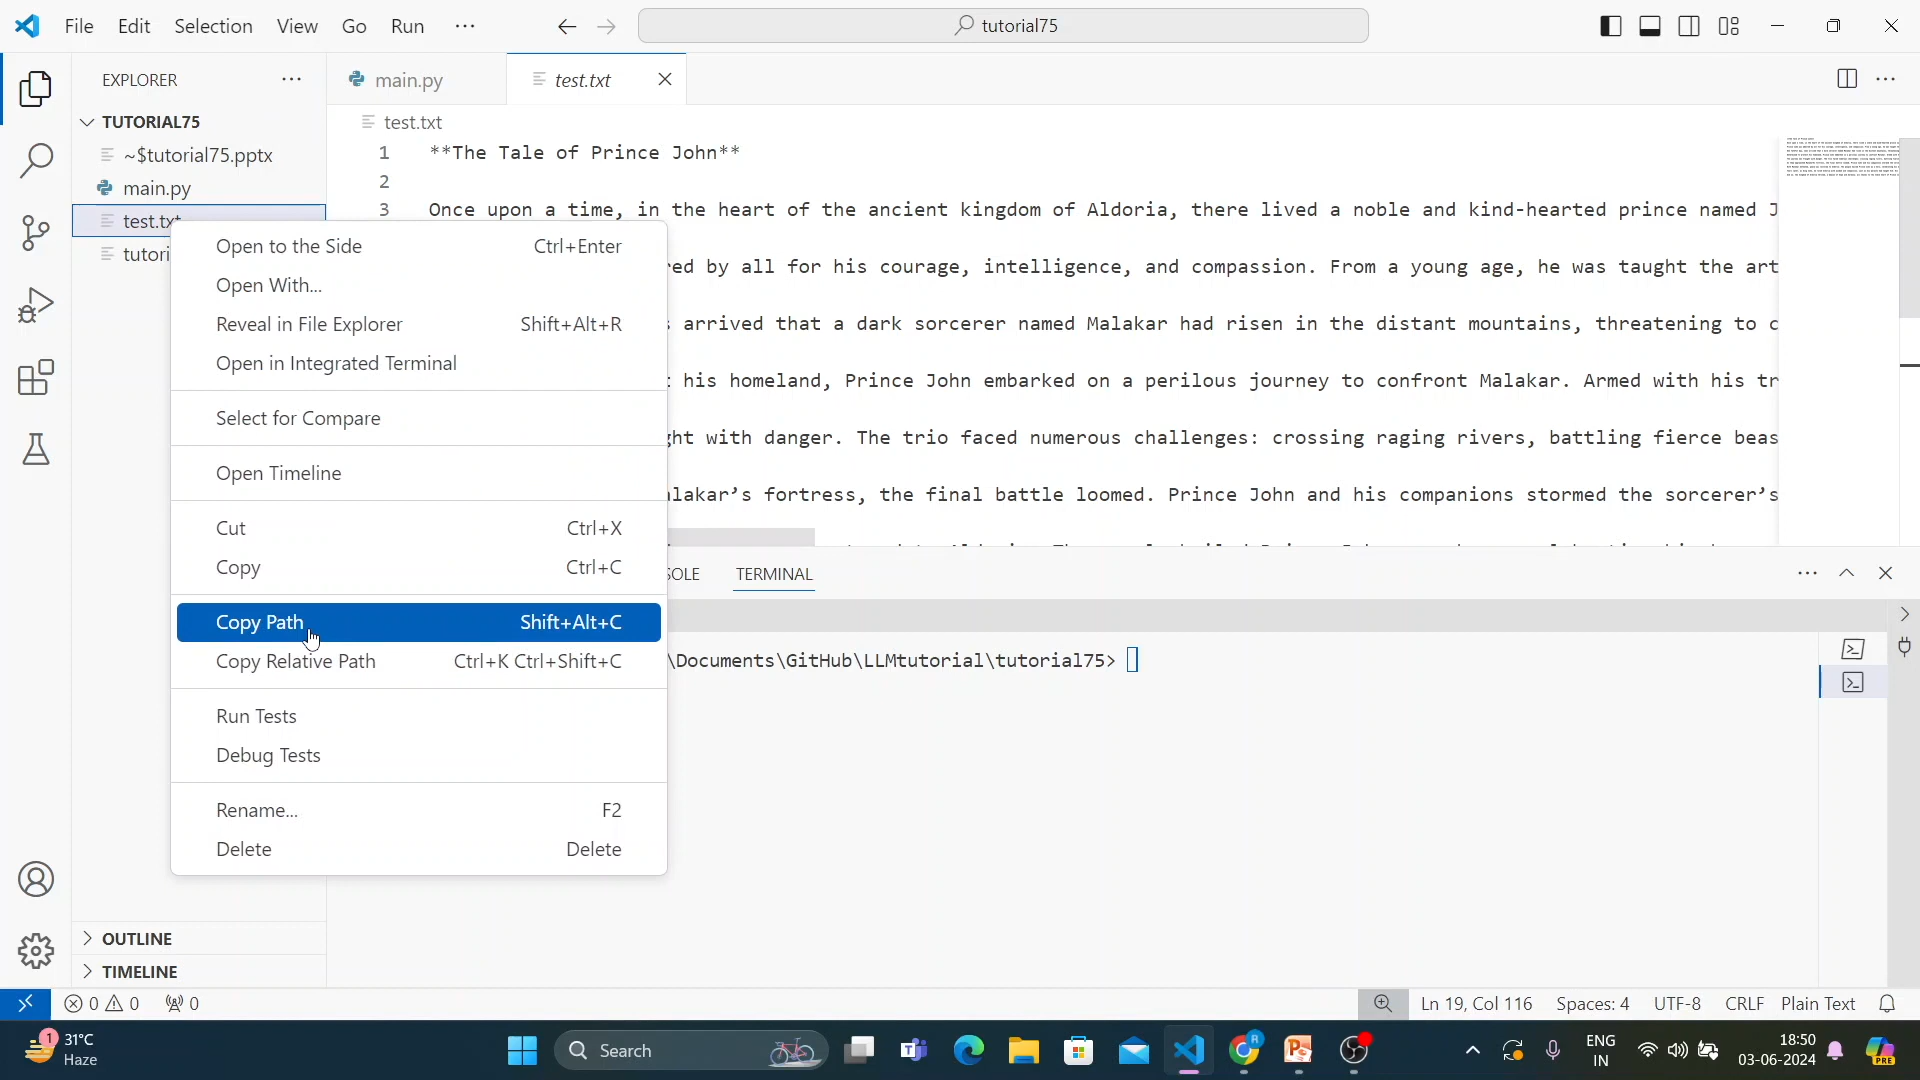 File Edit Selection View Go Run ··· tutorial75
EXPLORER ···
main.py
test.txt
TUTORIAL75
~$tutorial75.pptx
main.py
test.txt
tutori
test.txt
1 **The Tale of Prince John**
2
3 Once upon a time, in the heart of the ancient kingdom of Aldoria, there lived a noble and kind-hearted prince named J
red by all for his courage, intelligence, and compassion. From a young age, he was taught the art
arrived that a dark sorcerer named Malakar had risen in the distant mountains, threatening to c
his homeland, Prince John embarked on a perilous journey to confront Malakar. Armed with his tr
ght with danger. The trio faced numerous challenges: crossing raging rivers, battling fierce beas
lakar’s fortress, the final battle loomed. Prince John and his companions stormed the sorcerer’s
Open to the Side Ctrl+Enter
Open With...
Reveal in File Explorer Shift+Alt+R
Open in Integrated Terminal
Select for Compare
Open Timeline
Cut Ctrl+X
Copy Ctrl+C
Copy Path Shift+Alt+C
Copy Relative Path Ctrl+K Ctrl+Shift+C
Run Tests
Debug Tests
Rename... F2
Delete Delete
SOLE TERMINAL
\Documents\GitHub\LLMtutorial\tutorial75>
OUTLINE
TIMELINE
0 0 0 Ln 19, Col 116 Spaces: 4 UTF-8 CRLF Plain Text
1 31°C
Haze
Search
ENG
IN
18:50
03-06-2024
PRE